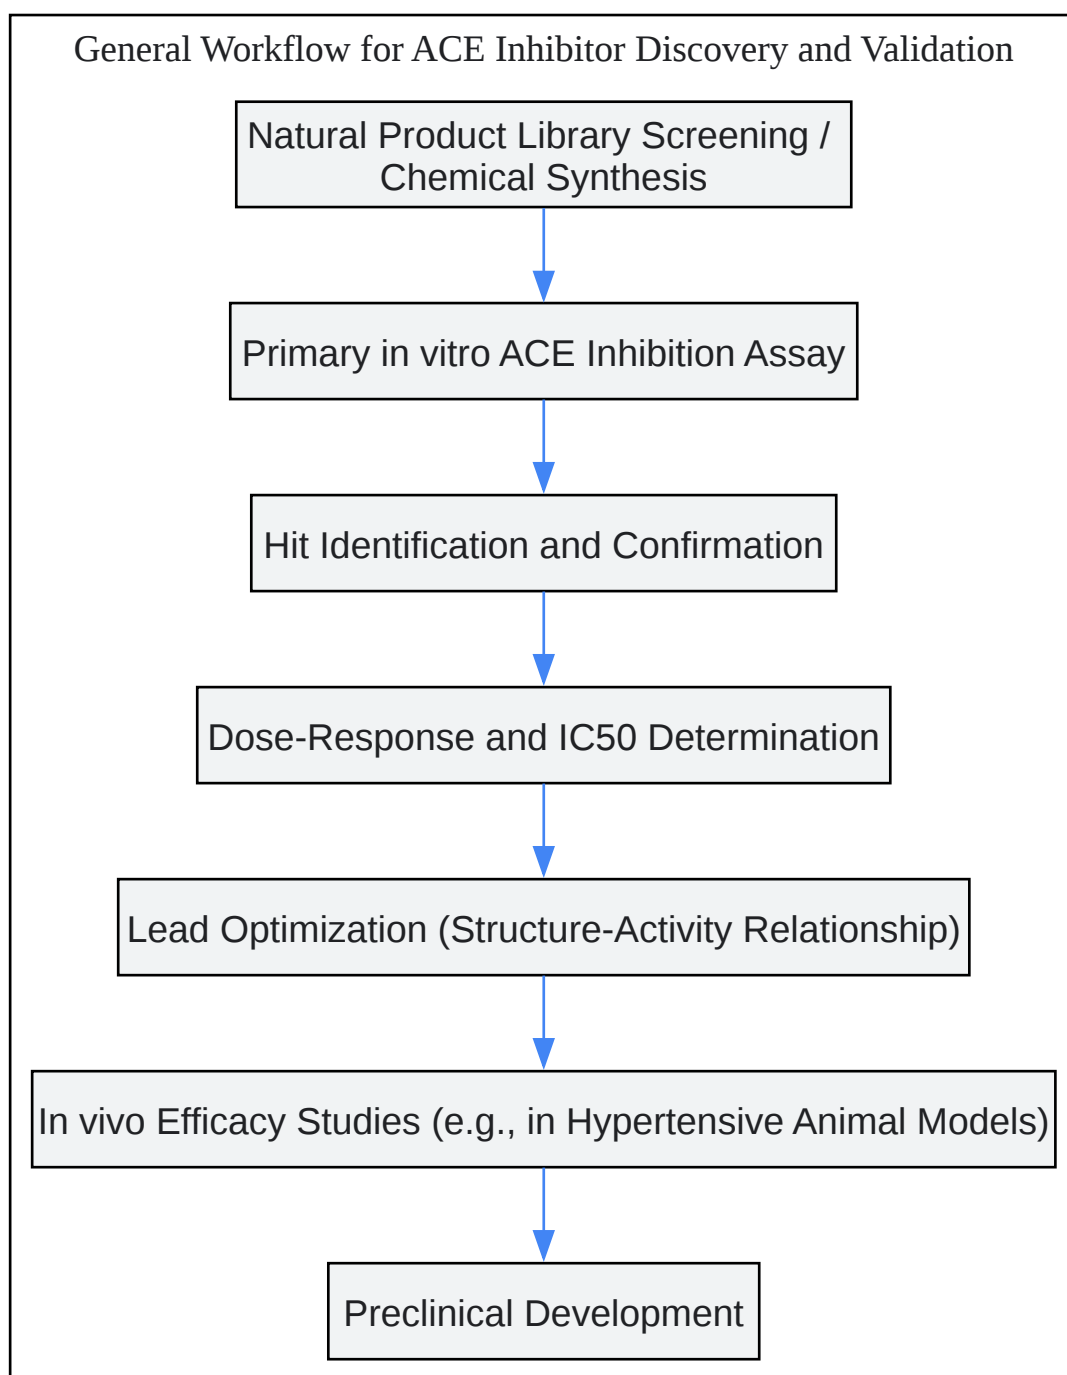 General Workflow for ACE Inhibitor Discovery and Validation
Natural Product Library Screening /
Chemical Synthesis
Primary in vitro ACE Inhibition Assay
Hit Identification and Confirmation
Dose-Response and IC50 Determination
Lead Optimization (Structure-Activity Relationship)
In vivo Efficacy Studies (e.g., in Hypertensive Animal Models)
Preclinical Development